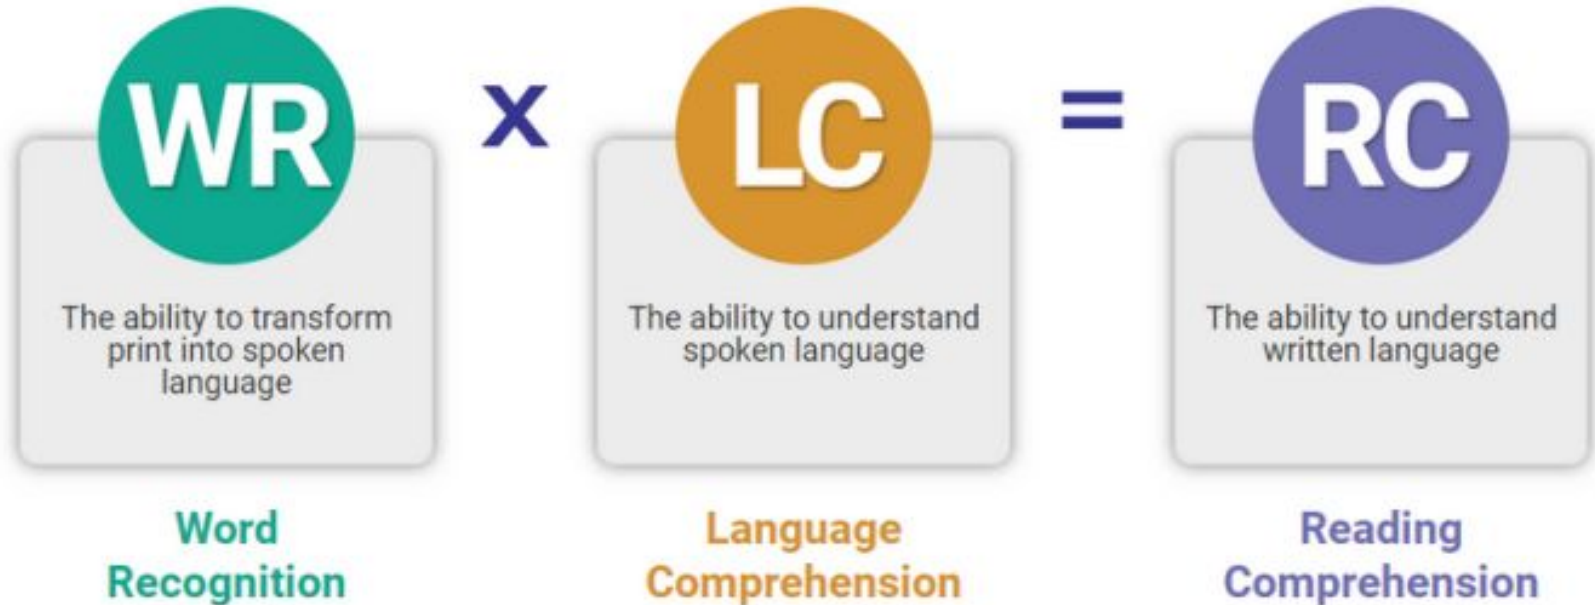 WR
x
LC
=
RC
The ability to transform
print into spoken
language
The ability to understand
spoken language
The ability to understand
written language
Word
Recognition
Language
Comprehension
Reading
Comprehension